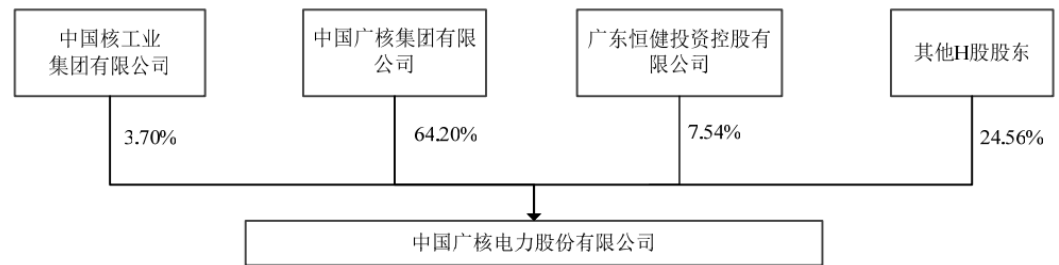 中国核工业
集团有限公司
中国广核集团有限
公司
广东恒健投资控股有
限公司
其他H股股东
3.70%
64.20%
7.54%
24.56%
中国广核电力股份有限公司